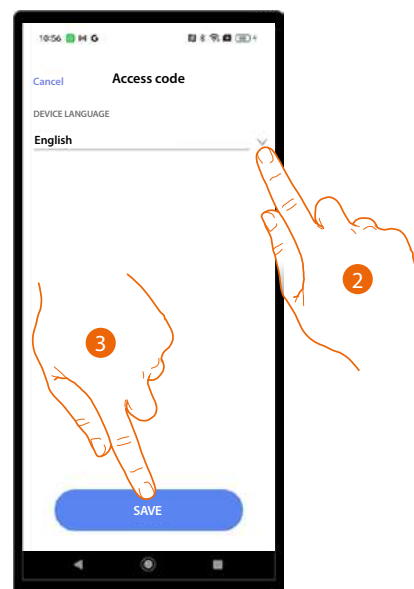 10:56 G
Cancel
Access code
DEVICE LANGUAGE
English
2
3
SAVE